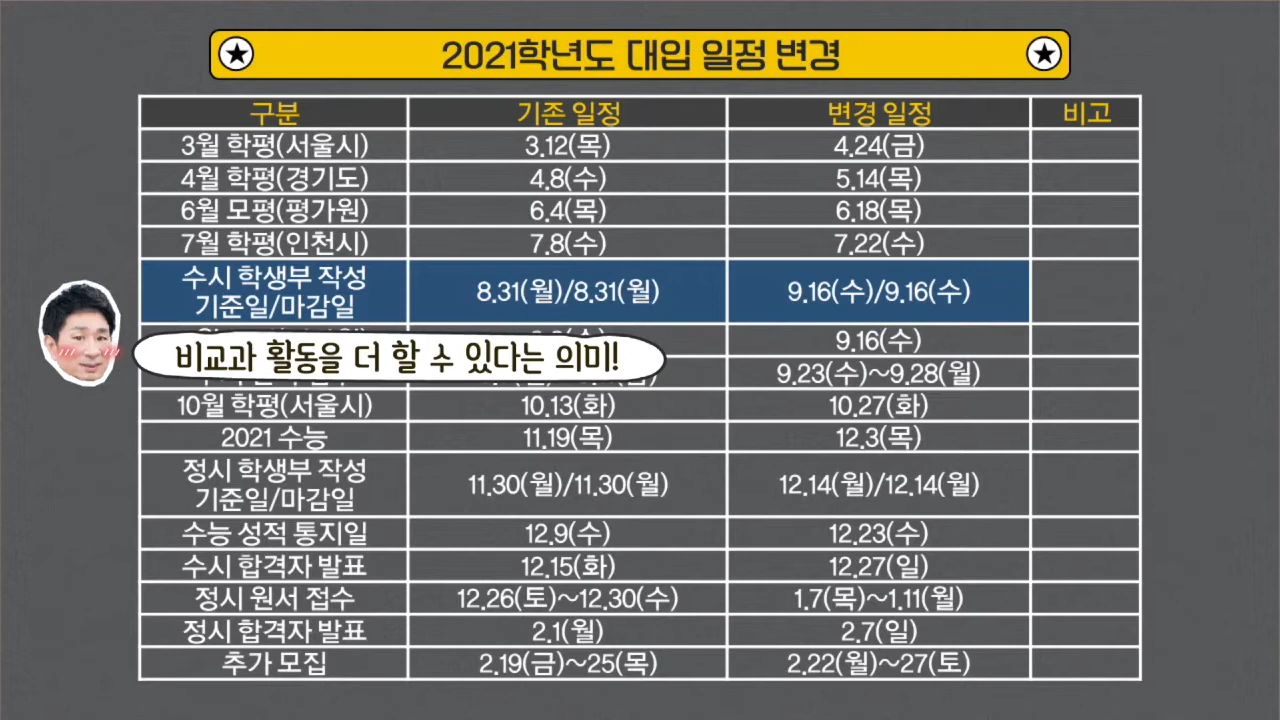 2021학년도 대입 일정 변경
구분 기존 일정 변경 일정 비고
3월 학평(서울시) 3.12(목) 4.24(금)
4월 학평(경기도) 4.8(수) 5.14(목)
6월 모평(평가원) 6.4(목) 6.18(목)
7월 학평(인천시) 7.8(수) 7.22(수)
수시 학생부 작성
기준일/마감일 8.31(월)/8.31(월) 9.16(수)/9.16(수)
9.16(수)
비교과 활동을 더 할 수 있다는 의미!
9.23(수)~9.28(월)
10월 학평(서울시) 10.13(화) 10.27(화)
2021 수능 11.19(목) 12.3(목)
정시 학생부 작성
기준일/마감일 11.30(월)/11.30(월) 12.14(월)/12.14(월)
수능 성적 통지일 12.9(수) 12.23(수)
수시 합격자 발표 12.15(화) 12.27(일)
정시 원서 접수 12.26(토)~12.30(수) 1.7(목)~1.11(월)
정시 합격자 발표 2.1(월) 2.7(일)
추가 모집 2.19(금)~25(목) 2.22(월)~27(토)